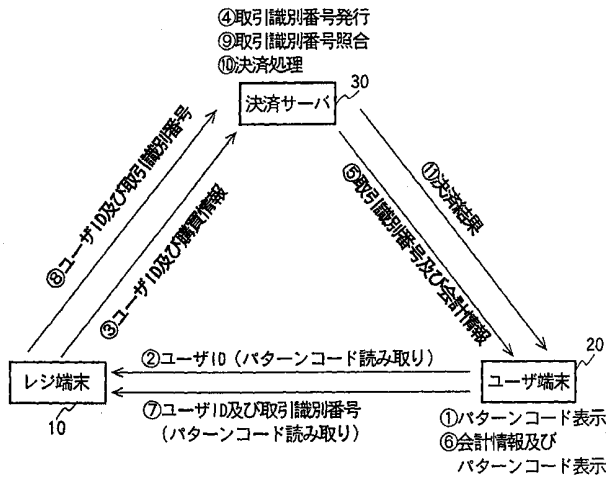 ④取引識別番号発行
⑨取引識別番号照合
⑩決済処理
30
決済サーバ
⑧ユーザID及び取引識別番号
③ユーザID及び購買情報
⑤取引識別番号及び会計情報
⑪決済結果
②ユーザID(パターンコード読み取り)
20
レジ端末
ユーザ端末
10
⑦ユーザID及び取引識別番号
(パターンコード読み取り)
①パターンコード表示
⑥会計情報及び
パターンコード表示